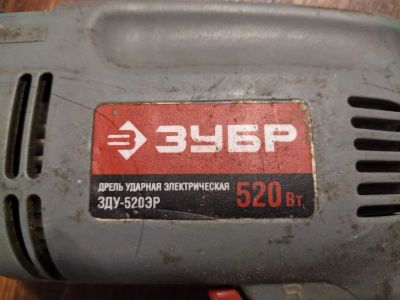 ЗУБР
ДРЕЛЬ УДАРНАЯ ЭЛЕКТРИЧЕСКАЯ
ЗДУ-520ЭР
520 Вт